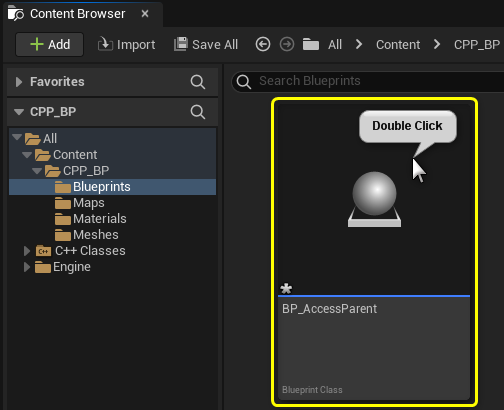 Content Browser
Add
Import
Save All
All
Content
CPP_BP
Favorites
Search Blueprints
CPP_BP
All
Content
CPP_BP
Blueprints
Maps
Materials
Meshes
C++ Classes
Engine
Double Click
BP_AccessParent
Blueprint Class